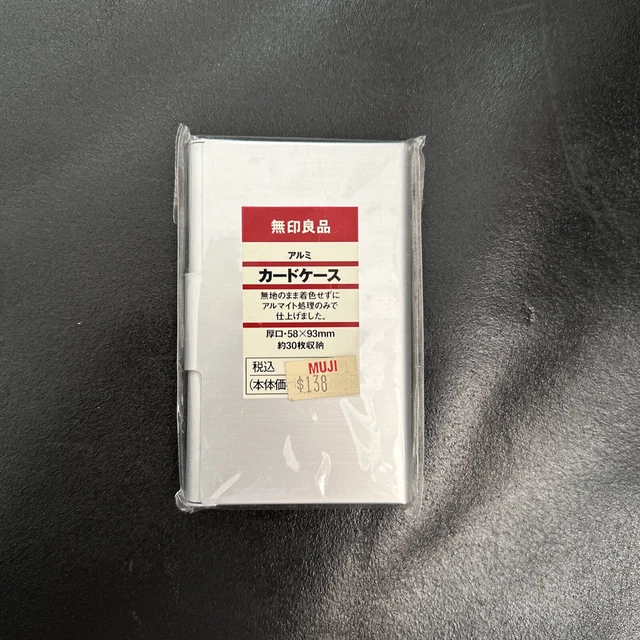 無印良品
アルミ
カードケース
無地のまま着色せずに
アルマイト処理のみで
仕上げました。
厚口・58×93mm
約30枚収納
税込
(本体価
MUJI
$138